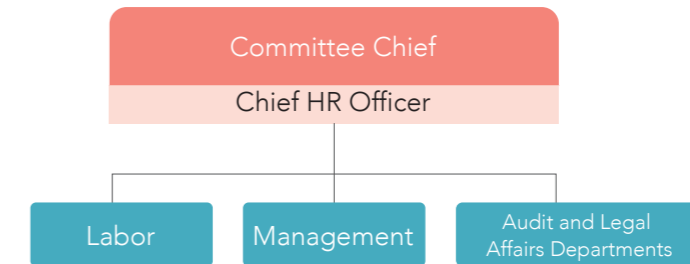 Committee Chief
Chief HR Officer
Labor
Management
Audit and Legal
Affairs Departments